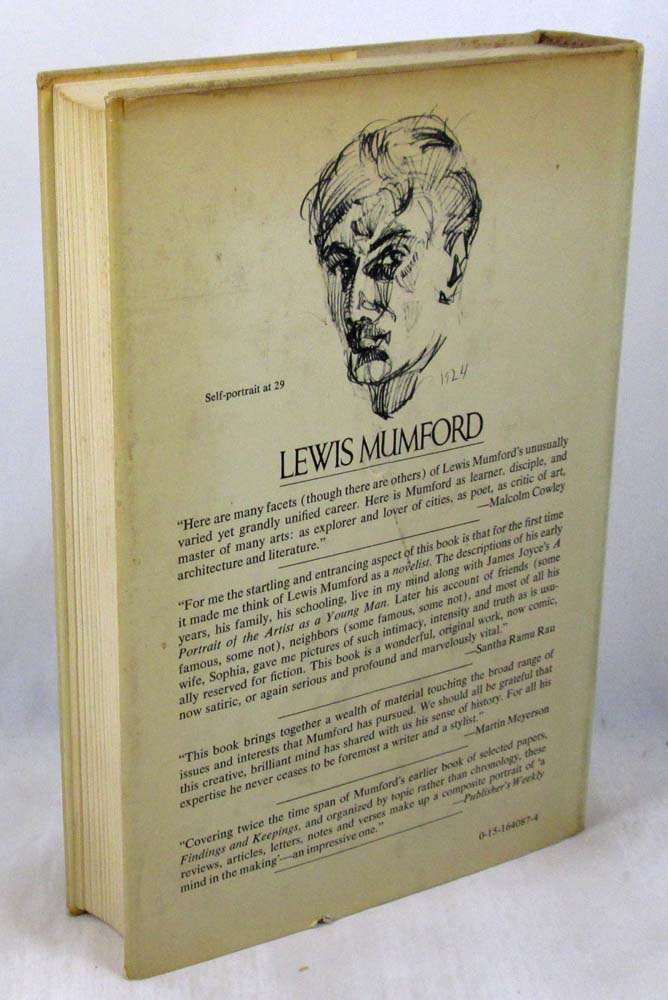 1924
Self-portrait at 29
LEWIS MUMFORD
“Here are many facets (though there are others) of Lewis Mumford's unusually
varied yet grandly unified career. Here is Mumford as learner, disciple, and
master of many arts: as explorer and lover of cities, as poet, as critic of art,
architecture and literature.”
—Malcolm Cowley
“For me the startling and entrancing aspect of this book is that for the first time
it made me think of Lewis Mumford as a novelist. The descriptions of his early
years, his family, his schooling, live in my mind along with James Joyce's A
Portrait of the Artist as a Young Man. Later his account of friends (some
famous, some not), neighbors (some famous, some not), and most of all his
wife, Sophia, gave me pictures of such intimacy, intensity and truth as is usu-
ally reserved for fiction. This book is a wonderful, original work, now comic,
now satiric, or again serious and profound and marvelously vital.”
—Santha Ramu Rau
“This book brings together a wealth of material touching the broad range of
issues and interests that Mumford has pursued. We should all be grateful that
this creative, brilliant mind has shared with us his sense of history. For all his
expertise he never ceases to be foremost a writer and a stylist.”
—Martin Meyerson
“Covering twice the time span of Mumford's earlier book of selected papers,
Findings and Keepings, and organized by topic rather than chronology, these
reviews, articles, letters, notes and verses make up a composite portrait of ‘a
mind in the making’—an impressive one.”
—Publisher's Weekly
0-15-164087-4